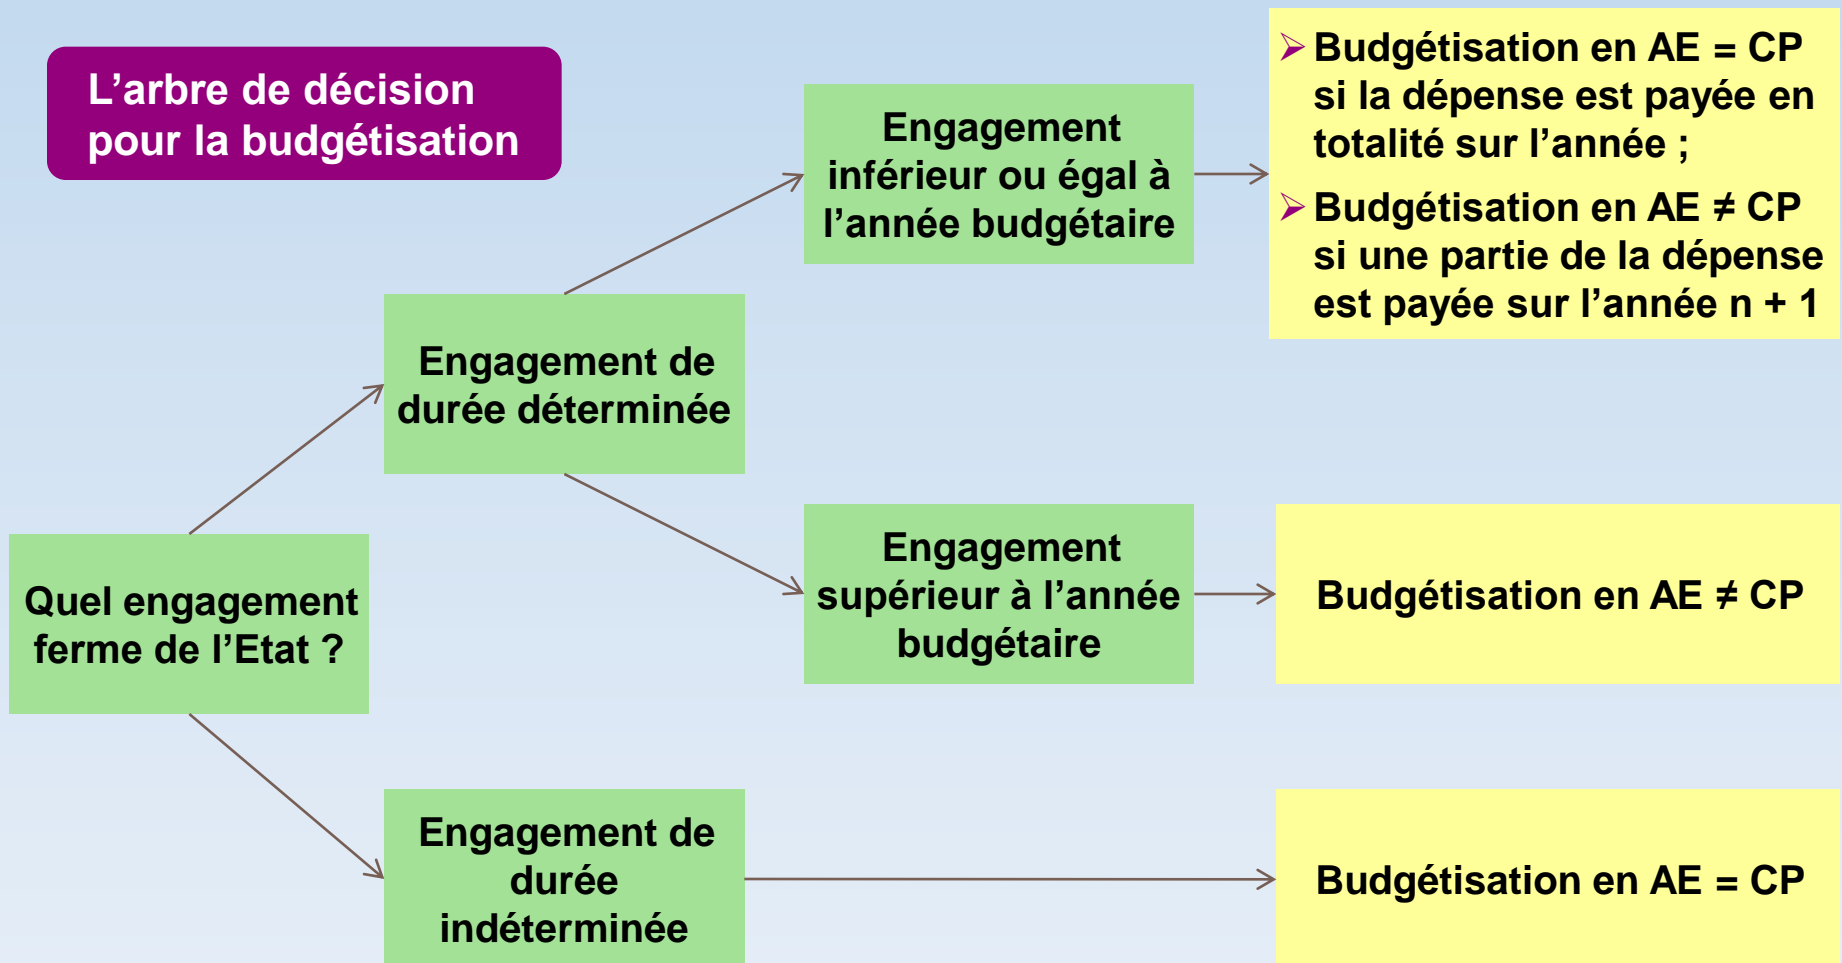 L’arbre de décision
pour la budgétisation
Engagement
inférieur ou égal à
l’année budgétaire
➢ Budgétisation en AE = CP
si la dépense est payée en
totalité sur l’année ;
➢ Budgétisation en AE ≠ CP
si une partie de la dépense
est payée sur l’année n + 1
Engagement de
durée déterminée
Quel engagement
ferme de l’Etat ?
Engagement
supérieur à l’année
budgétaire
Budgétisation en AE ≠ CP
Engagement de
durée
indéterminée
Budgétisation en AE = CP